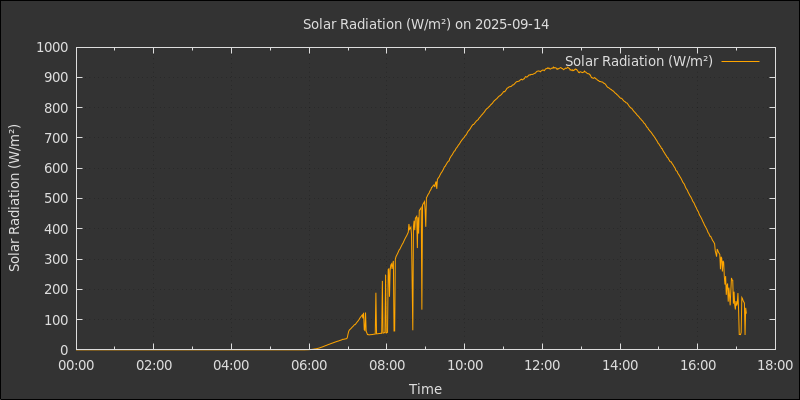 Solar Radiation (W/m²) on 2025-09-14
Solar Radiation (W/m²)
1000
900
800
700
600
500
400
300
200
100
0
Solar Radiation (W/m²)
00:00 02:00 04:00 06:00 08:00 10:00 12:00 14:00 16:00 18:00
Time